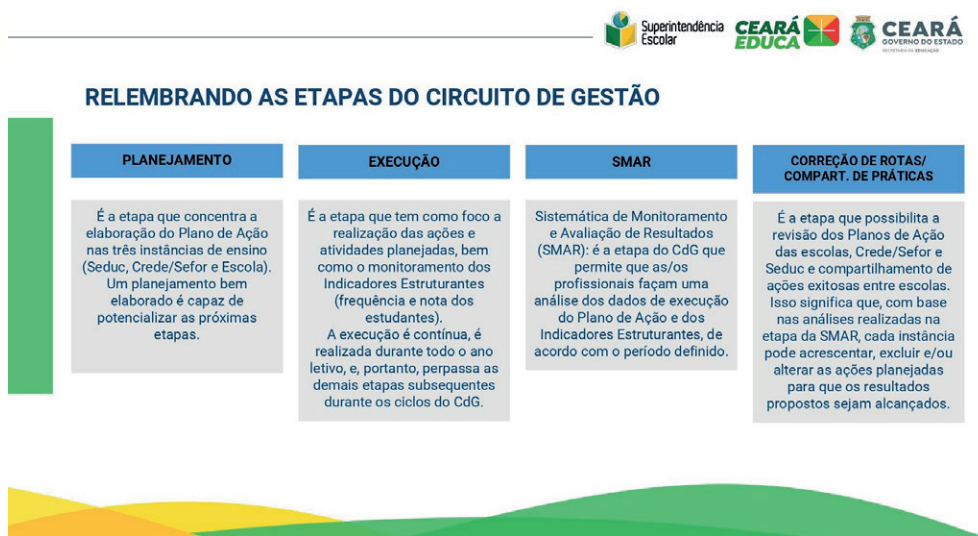 Superintendência
Escolar
CEARÁ
EDUCA
CEARÁ
GOVERNO DO ESTADO
SECRETARIA DA EDUCAÇÃO
RELEMBRANDO AS ETAPAS DO CIRCUITO DE GESTÃO
PLANEJAMENTO
É a etapa que concentra a
elaboração do Plano de Ação
nas três instâncias de ensino
(Seduc, Crede/Sefor e Escola).
Um planejamento bem
elaborado é capaz de
potencializar as próximas
etapas.
EXECUÇÃO
É a etapa que tem como foco a
realização das ações e
atividades planejadas, bem
como o monitoramento dos
Indicadores Estruturantes
(frequência e nota dos
estudantes).
A execução é contínua, é
realizada durante todo o ano
letivo, e, portanto, perpassa as
demais etapas subsequentes
durante os ciclos do CdG.
SMAR
Sistemática de Monitoramento
e Avaliação de Resultados
(SMAR): é a etapa do CdG que
permite que as/os
profissionais façam uma
análise dos dados de execução
do Plano de Ação e dos
Indicadores Estruturantes, de
acordo com o período definido.
CORREÇÃO DE ROTAS/
COMPART. DE PRÁTICAS
É a etapa que possibilita a
revisão dos Planos de Ação
das escolas, Crede/Sefor e
Seduc e compartilhamento de
ações exitosas entre escolas.
Isso significa que, com base
nas análises realizadas na
etapa da SMAR, cada instância
pode acrescentar, excluir e/ou
alterar as ações planejadas
para que os resultados
propostos sejam alcançados.